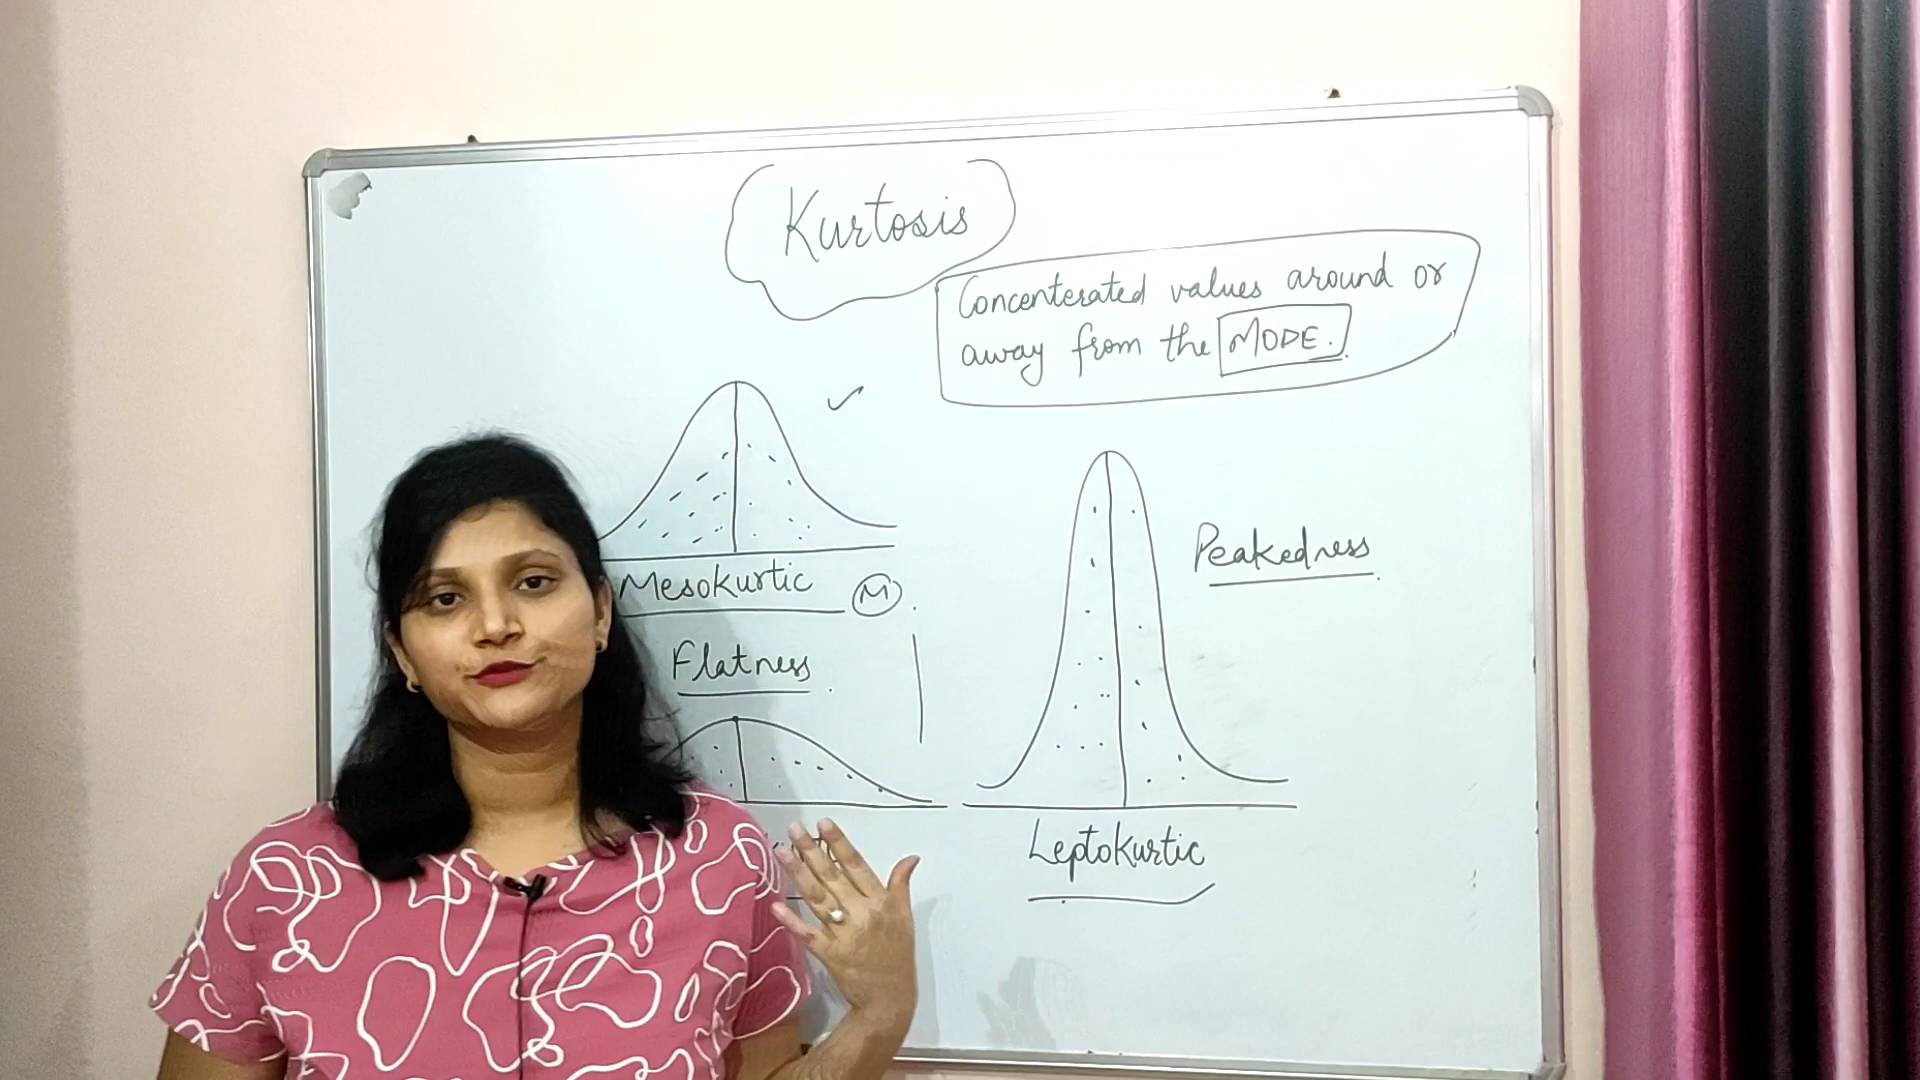 Kurtosis
Concenterated values around or
away from the MODE.
Mesokurtic M
Flatness
Peakedness
Leptokurtic